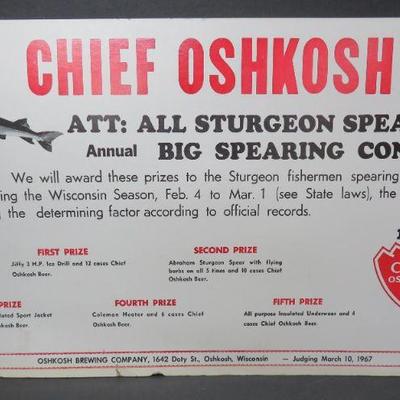 CHIEF OSHKOSH
ATT: ALL STURGEON SPEA
Annual BIG SPEARING CON
We will award these prizes to the Sturgeon fishermen spearing
ing the Wisconsin Season, Feb. 4 to Mar. 1 (see State laws), the
the determining factor according to official records.
FIRST PRIZE
Jiffy 3 H.P. Ice Drill and 12 cases Chief
Oshkosh Beer.
SECOND PRIZE
Abraham Sturgeon Spear with flying
barbs on all 5 tines and 10 cases Chief
Oshkosh Beer.
PRIZE
lated Sport Jacket
Oshkosh Beer.
FOURTH PRIZE
Coleman Heater and 6 cases Chief
Oshkosh Beer.
FIFTH PRIZE
All purpose Insulated Underwear and 4
cases Chief Oshkosh Beer.
OSHKOSH BREWING COMPANY, 1642 Doty St., Oshkosh, Wisconsin — Judging March 10, 1967